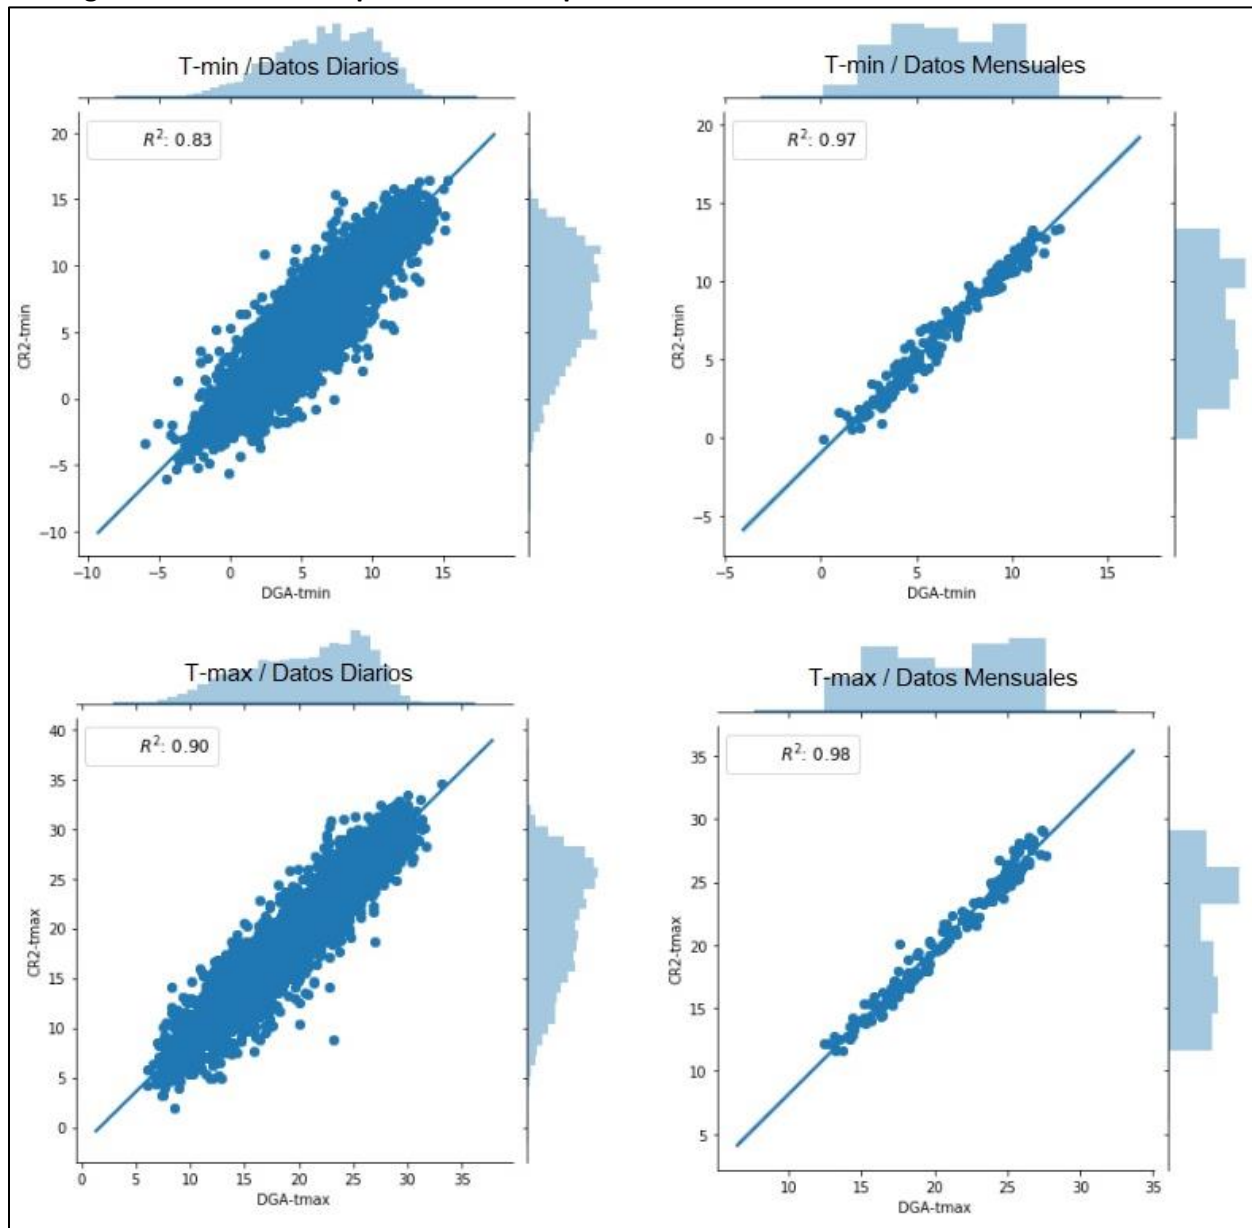 T-min / Datos Diarios
R²: 0.83
20
15
10
5
0
−5
−10
CR2-tmin
−10 −5 0 5 10 15
DGA-tmin
T-min / Datos Mensuales
R²: 0.97
20
15
10
5
0
−5
CR2-tmin
−5 0 5 10 15
DGA-tmin
T-max / Datos Diarios
R²: 0.90
40
35
30
25
20
15
10
5
0
CR2-tmax
0 5 10 15 20 25 30 35
DGA-tmax
T-max / Datos Mensuales
R²: 0.98
35
30
25
20
15
10
5
CR2-tmax
10 15 20 25 30 35
DGA-tmax